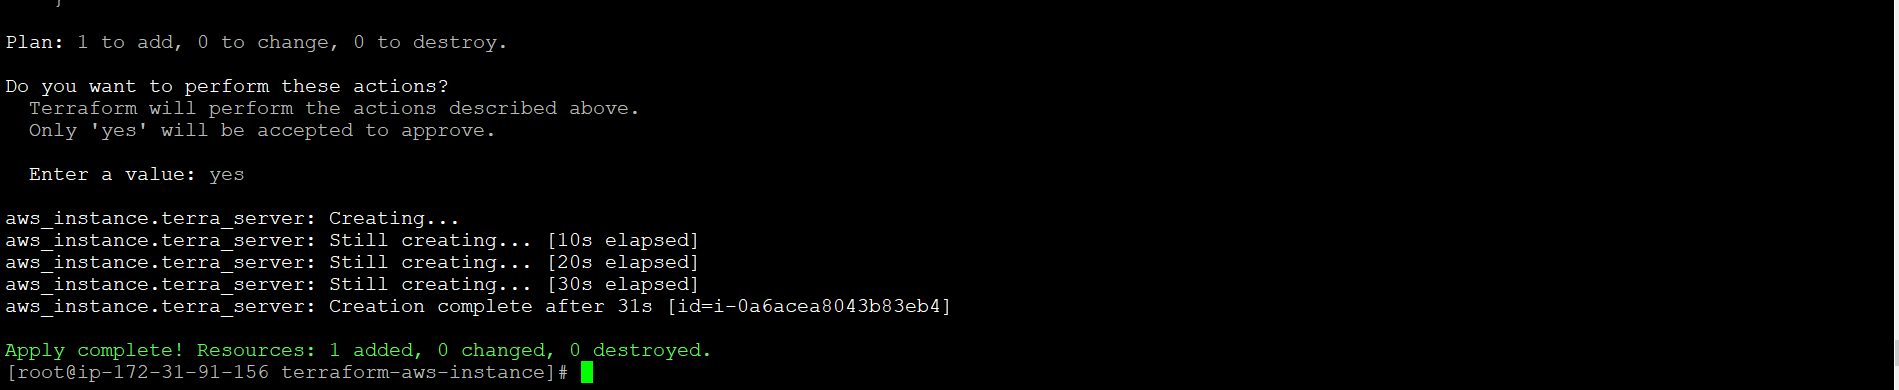 }
Plan: 1 to add, 0 to change, 0 to destroy.
Do you want to perform these actions?
Terraform will perform the actions described above.
Only 'yes' will be accepted to approve.
Enter a value: yes
aws_instance.terra_server: Creating...
aws_instance.terra_server: Still creating... [10s elapsed]
aws_instance.terra_server: Still creating... [20s elapsed]
aws_instance.terra_server: Still creating... [30s elapsed]
aws_instance.terra_server: Creation complete after 31s [id=i-0a6acea8043b83eb4]
Apply complete! Resources: 1 added, 0 changed, 0 destroyed.
[root@ip-172-31-91-156 terraform-aws-instance]#